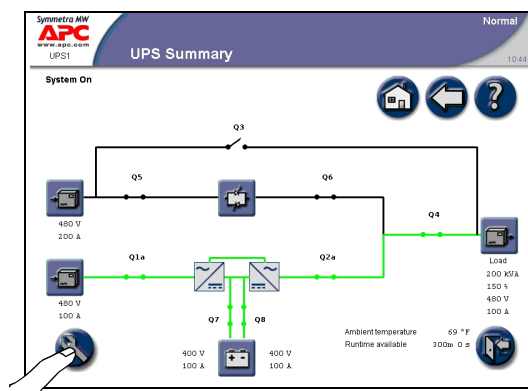 Symmetra MW
APC
www.apc.com
UPS1
UPS Summary
Normal
10:44
System On
Q3
Q5
Q6
Q4
480 V
200 A
Load
200 kVA
150 %
480 V
100 A
Q1a
Q2a
480 V
100 A
Q7
Q8
400 V
100 A
400 V
100 A
Ambient temperature 69 °F
Runtime available 300m 0 s